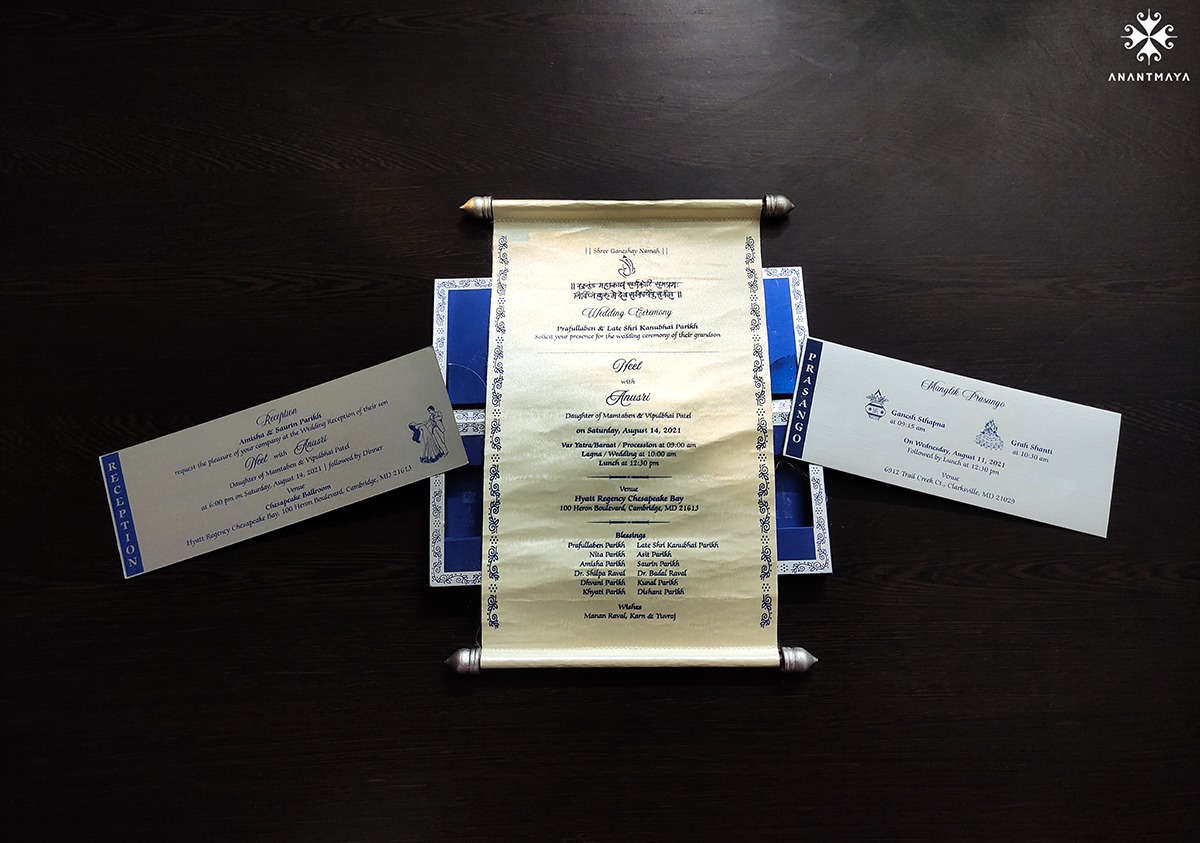 ANANTMAYA
|| Shree Ganeshay Namah ||
Wedding Ceremony
Prafullaben & Late Shri Kanubhai Parikh
Solicit your presence for the wedding ceremony of their grandson
Neel
with
Anusri
Daughter of Mamtaben & Vipulbhai Patel
on Saturday, August 14, 2021
Var Yatra/Baraat / Procession at 09:00 am
Lagna / Wedding at 10:00 am
Lunch at 12:30 pm
Venue
Hyatt Regency Chesapeake Bay
100 Heron Boulevard, Cambridge, MD 21613
Blessings
Prafullaben Parikh Late Shri Kanubhai Parikh
Nita Parikh Asit Parikh
Amisha Parikh Saurin Parikh
Dr. Shilpa Raval Dr. Badal Raval
Dhvani Parikh Kunal Parikh
Khyati Parikh Dishant Parikh
Wishes
Manan Raval, Karn & Yuvraj
RECEPTION
Reception
Amisha & Saurin Parikh
request the pleasure of your company at the Wedding Reception of their son
Neel with Anusri
Daughter of Mamtaben & Vipulbhai Patel
at 6:00 pm on Saturday, August 14, 2021 | followed by Dinner
Venue
Chesapeake Ballroom
Hyatt Regency Chesapeake Bay, 100 Heron Boulevard, Cambridge, MD 21613
PRASANGO
Manglik Prasango
Ganesh Sthapna
at 09:15 am
Grah Shanti
at 10:30 am
On Wednesday, August 11, 2021
Followed by Lunch at 12:30 pm
6912 Trail Creek Ct., Clarksville, MD 21029